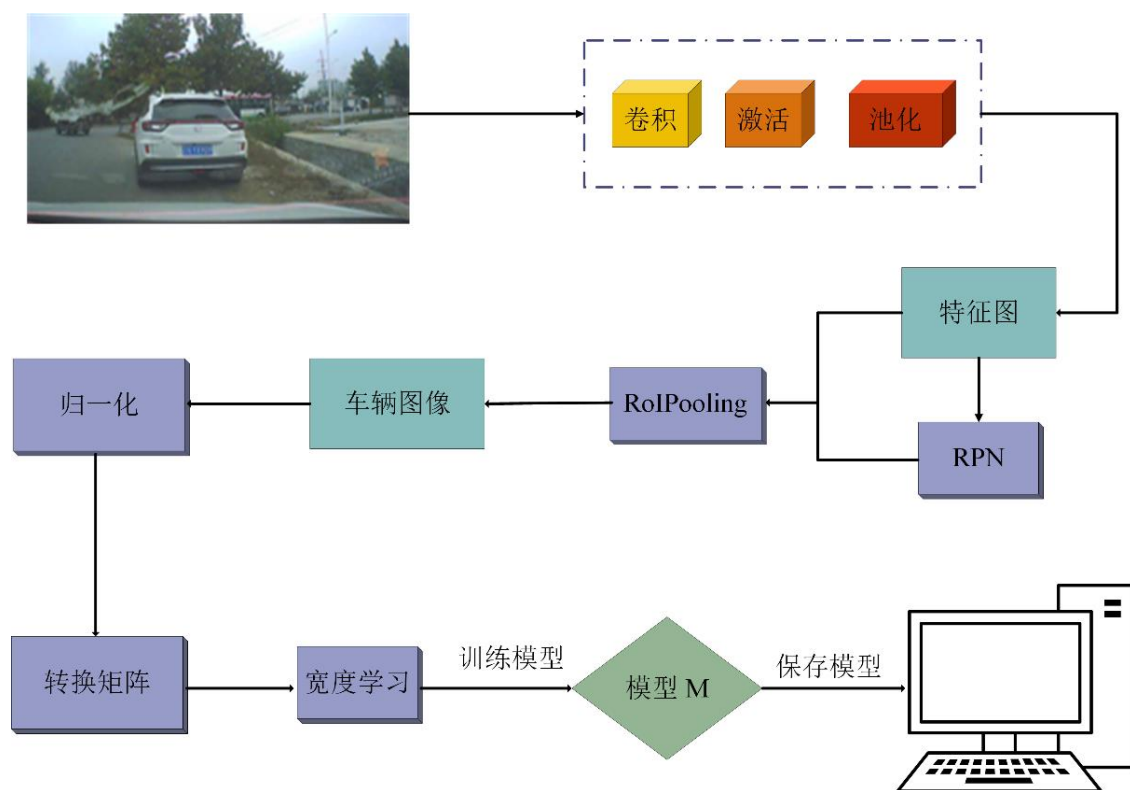 卷积
激活
池化
特征图
RPN
RoIPooling
车辆图像
归一化
转换矩阵
宽度学习
训练模型
模型 M
保存模型